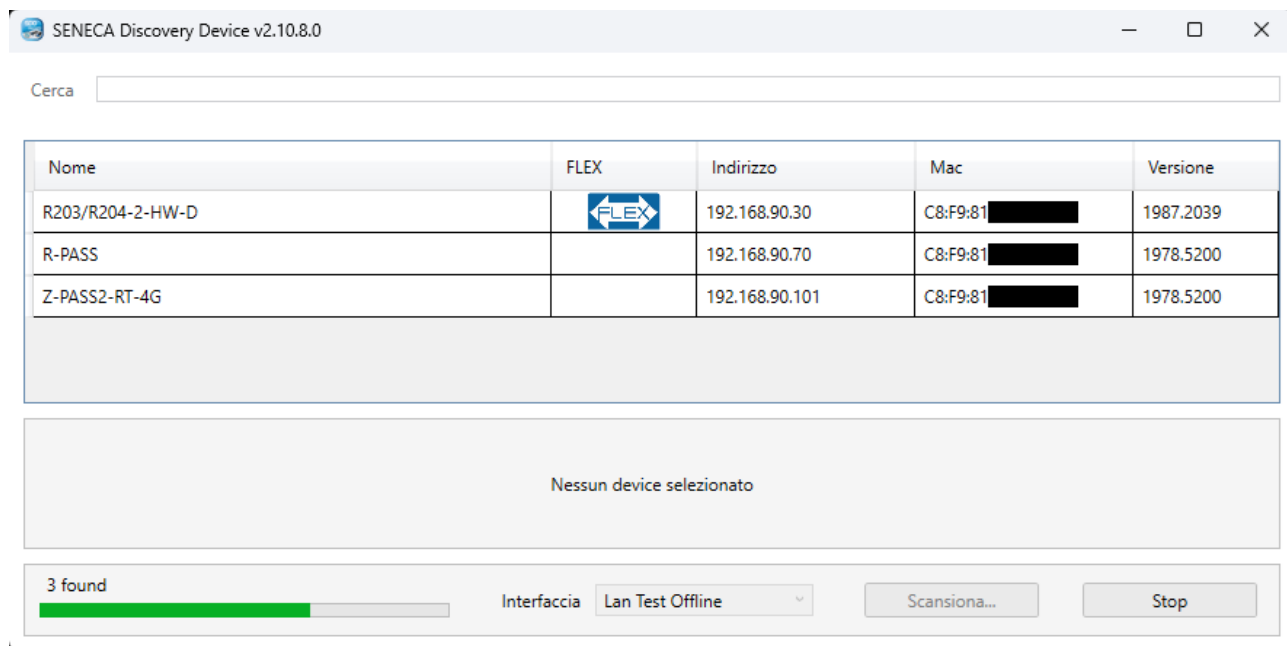 SENECA Discovery Device v2.10.8.0
Cerca
Nome FLEX Indirizzo Mac Versione
R203/R204-2-HW-D FLEX 192.168.90.30 C8:F9:81 1987.2039
R-PASS 192.168.90.70 C8:F9:81 1978.5200
Z-PASS2-RT-4G 192.168.90.101 C8:F9:81 1978.5200
Nessun device selezionato
3 found
Interfaccia Lan Test Offline Scansiona... Stop